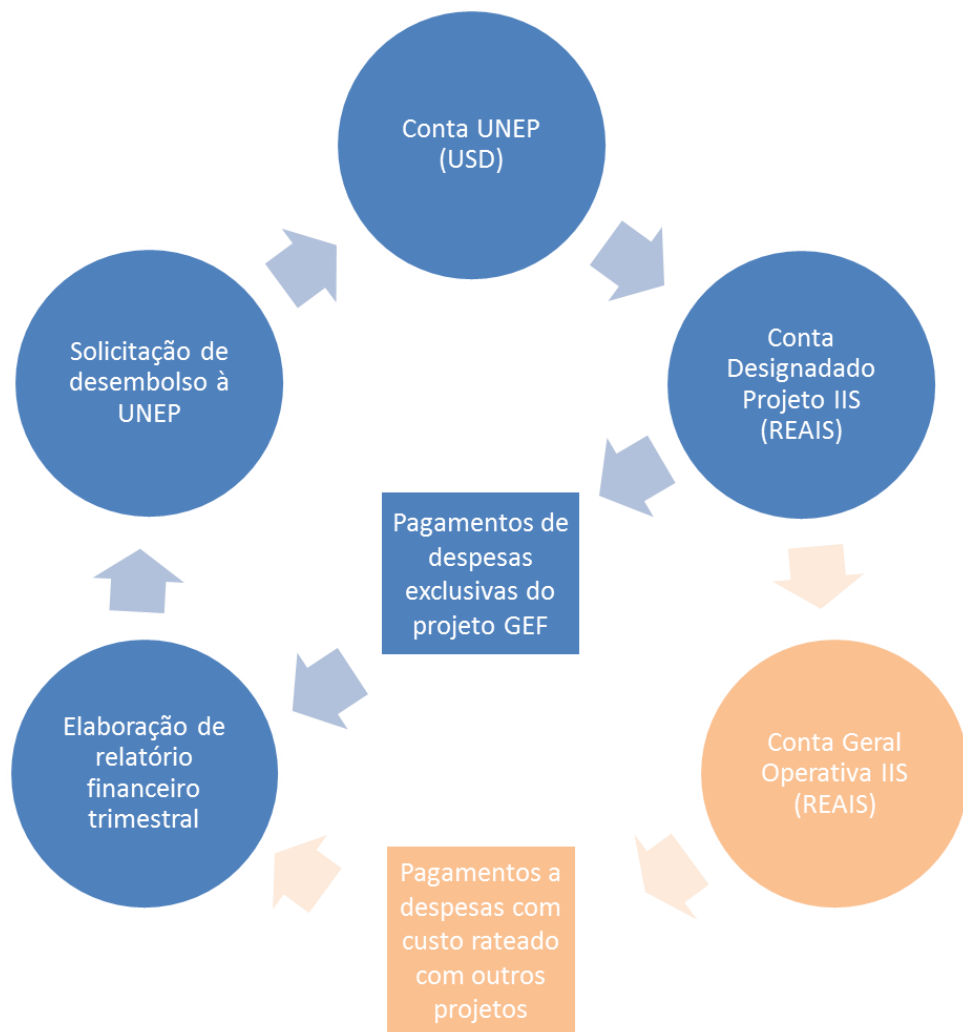 Conta UNEP
(USD)
Conta
Designadado
Projeto IIS
(REAIS)
Solicitação de
desembolso à
UNEP
Pagamentos de
despesas
exclusivas do
projeto GEF
Elaboração de
relatório
financeiro
trimestral
Conta Geral
Operativa IIS
(REAIS)
Pagamentos a
despesas com
custo rateado
com outros
projetos